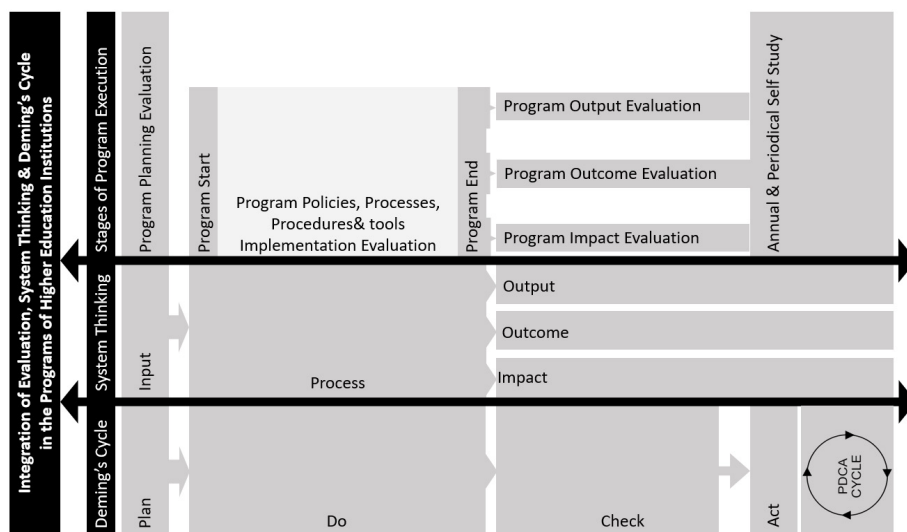 Integration of Evaluation, System Thinking & Deming's Cycle
in the Programs of Higher Education Institutions
Stages of Program Execution
Program Planning Evaluation
Program Start
Program Policies, Processes,
Procedures& tools
Implementation Evaluation
Program End
Program Output Evaluation
Program Outcome Evaluation
Program Impact Evaluation
Annual & Periodical Self Study
System Thinking
Input
Process
Output
Outcome
Impact
Deming's Cycle
Plan
Do
Check
Act
PDCA
CYCLE